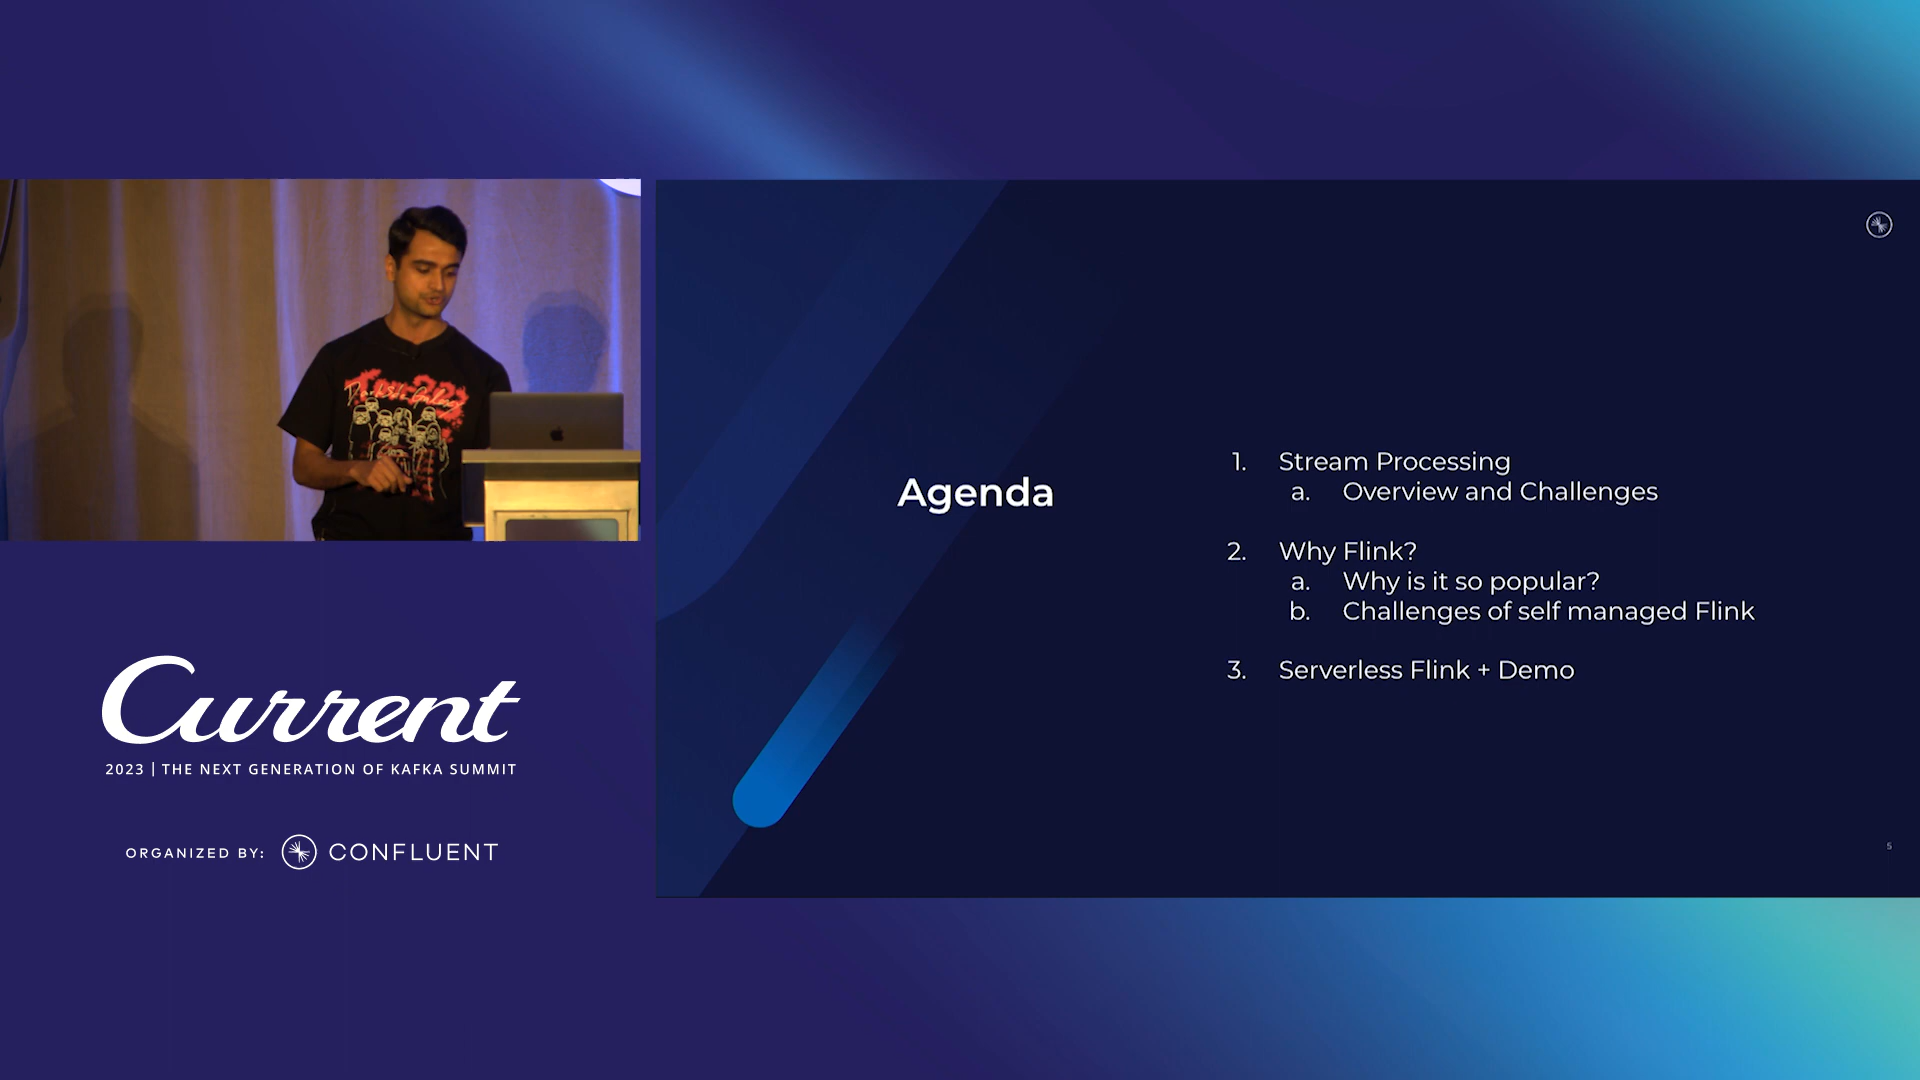 Agenda
1. Stream Processing
a. Overview and Challenges
2. Why Flink?
a. Why is it so popular?
b. Challenges of self managed Flink
3. Serverless Flink + Demo
5
Current
2023 | THE NEXT GENERATION OF KAFKA SUMMIT
ORGANIZED BY: CONFLUENT